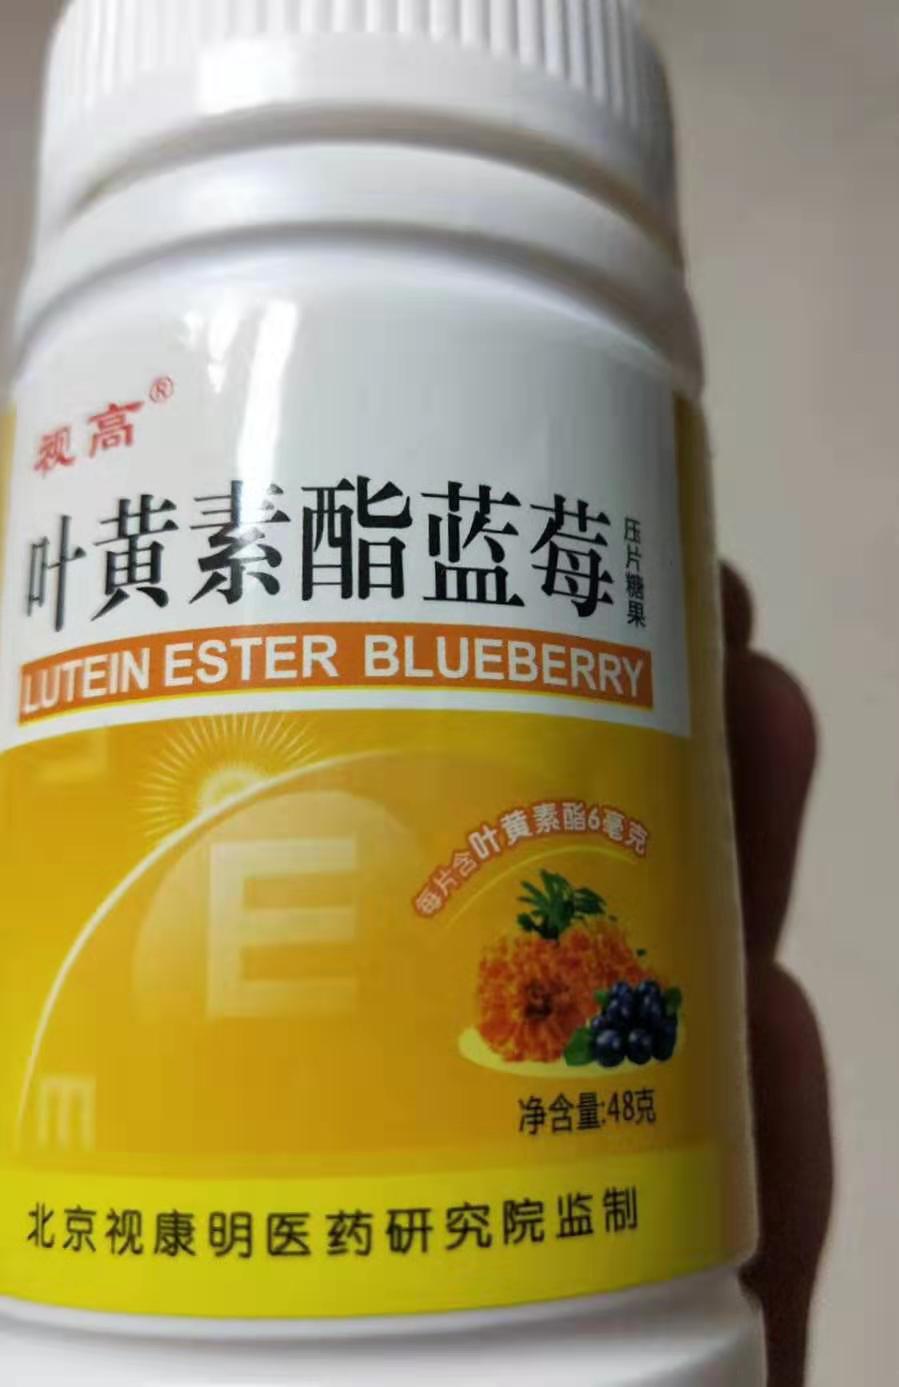 视高®
叶黄素酯蓝莓
压片糖果
LUTEIN ESTER BLUEBERRY
E
每片含叶黄素酯6毫克
E
净含量:48克
北京视康明医药研究院监制